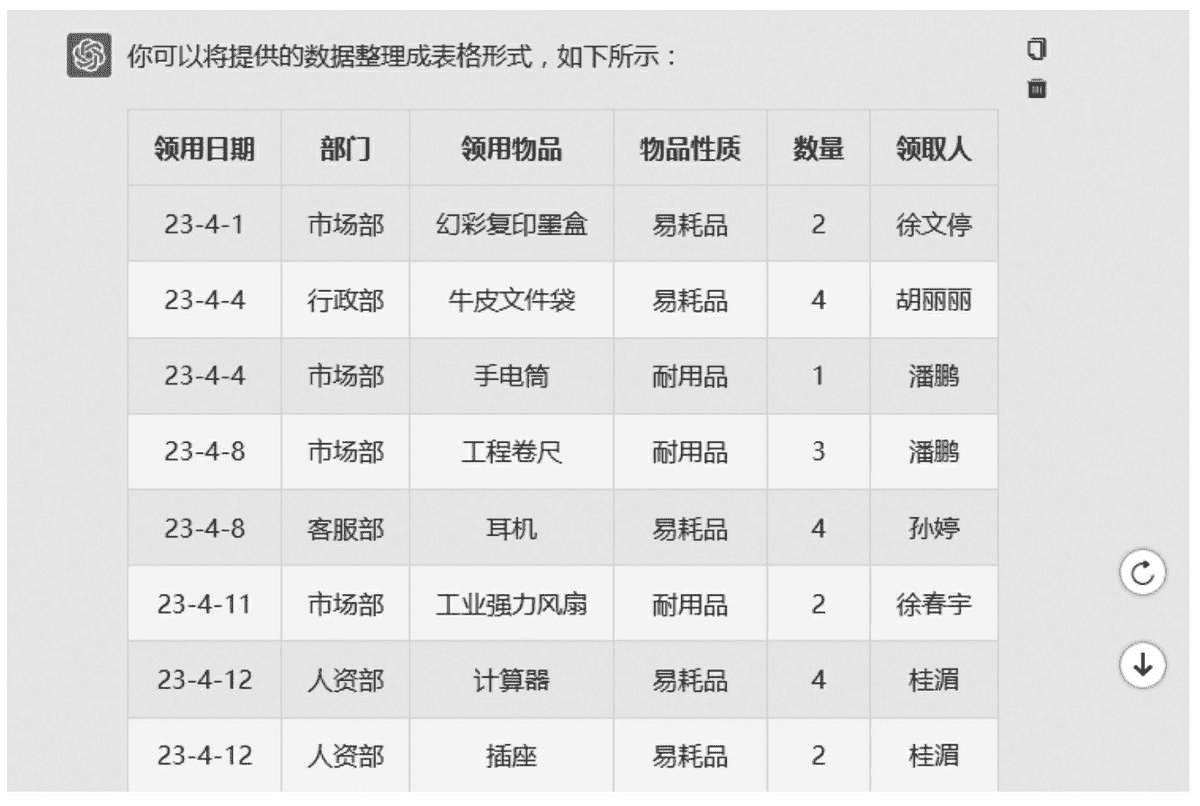 你可以将提供的数据整理成表格形式，如下所示：
领用日期 部门 领用物品 物品性质 数量 领取人
23-4-1 市场部 幻彩复印墨盒 易耗品 2 徐文停
23-4-4 行政部 牛皮文件袋 易耗品 4 胡丽丽
23-4-4 市场部 手电筒 耐用品 1 潘鹏
23-4-8 市场部 工程卷尺 耐用品 3 潘鹏
23-4-8 客服部 耳机 易耗品 4 孙婷
23-4-11 市场部 工业强力风扇 耐用品 2 徐春宇
23-4-12 人资部 计算器 易耗品 4 桂湄
23-4-12 人资部 插座 易耗品 2 桂湄